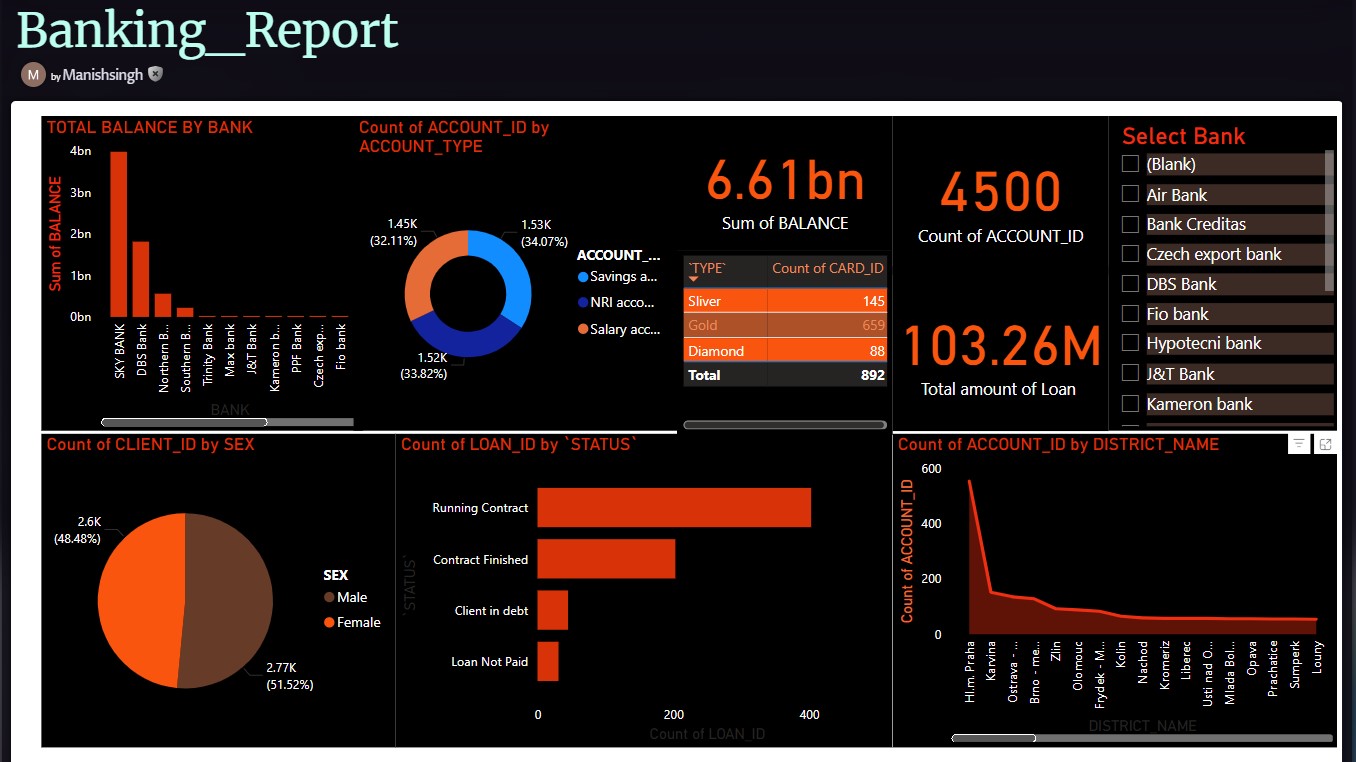 Banking__Report
M by Manishsingh
TOTAL BALANCE BY BANK
Sum of BALANCE
4bn
3bn
2bn
1bn
0bn
SKY BANK
DBS Bank
Northern B...
Southern B...
Trinity Bank
Max bank
J&T Bank
Kameron b...
PPF Bank
Czech exp...
Fio bank
BANK
Count of ACCOUNT_ID by
ACCOUNT_TYPE
1.45K
(32.11%)
1.53K
(34.07%)
1.52K
(33.82%)
ACCOUNT_...
Savings a...
NRI acco...
Salary acc...
6.61bn
Sum of BALANCE
`TYPE` Count of CARD_ID
Sliver 145
Gold 659
Diamond 88
Total 892
4500
Count of ACCOUNT_ID
103.26M
Total amount of Loan
Select Bank
(Blank)
Air Bank
Bank Creditas
Czech export bank
DBS Bank
Fio bank
Hypotecni bank
J&T Bank
Kameron bank
Count of CLIENT_ID by SEX
2.6K
(48.48%)
2.77K
(51.52%)
SEX
Male
Female
Count of LOAN_ID by `STATUS`
`STATUS`
Running Contract
Contract Finished
Client in debt
Loan Not Paid
0 200 400
Count of LOAN_ID
Count of ACCOUNT_ID by DISTRICT_NAME
Count of ACCOUNT_ID
600
400
200
0
Hl.m. Praha
Karvina
Ostrava - ...
Brno - me...
Zlin
Olomouc
Frydek - M...
Kolin
Nachod
Kromeriz
Liberec
Usti nad O...
Mlada Bol...
Opava
Prachatice
Sumperk
Louny
DISTRICT_NAME